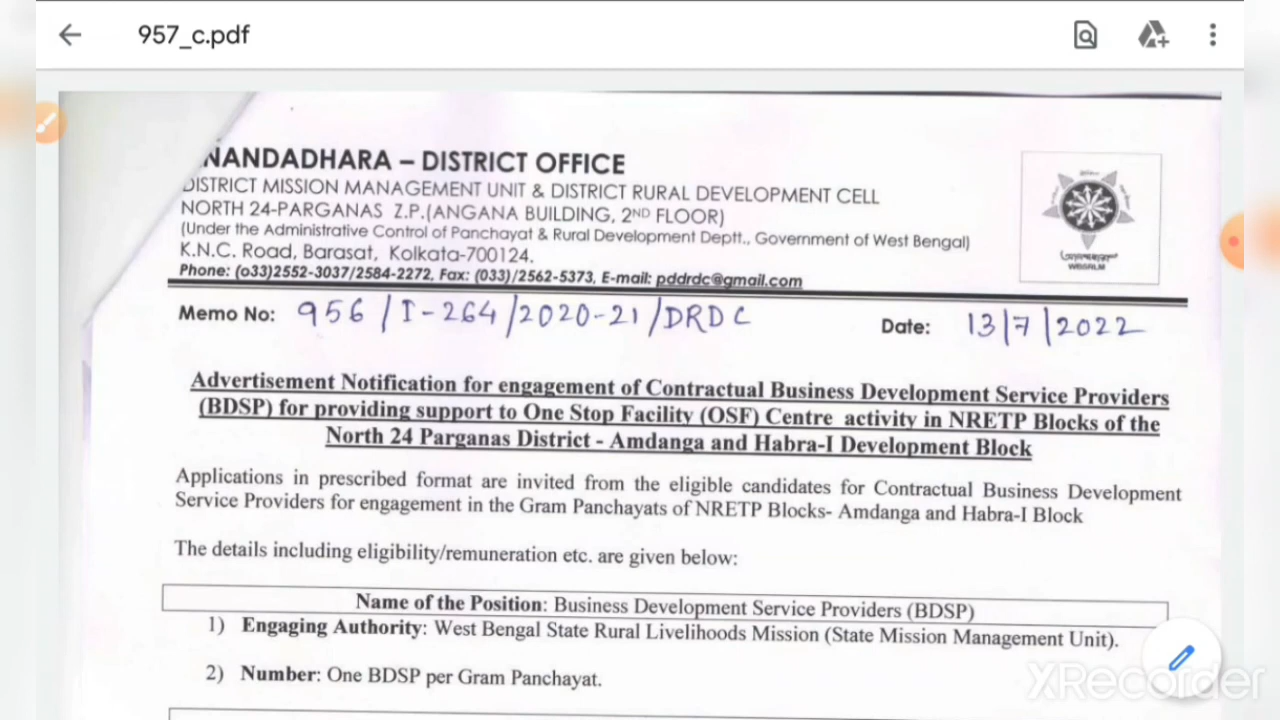 957_c.pdf
NANDADHARA – DISTRICT OFFICE
DISTRICT MISSION MANAGEMENT UNIT & DISTRICT RURAL DEVELOPMENT CELL
NORTH 24-PARGANAS Z.P.(ANGANA BUILDING, 2ND FLOOR)
(Under the Administrative Control of Panchayat & Rural Development Deptt., Government of West Bengal)
K.N.C. Road, Barasat, Kolkata-700124.
Phone: (o33)2552-3037/2584-2272, Fax: (033)/2562-5373, E-mail: pddrdc@gmail.com
WBSRLM
Memo No: 956/I-264/2020-21/DRDC Date: 13/7/2022
Advertisement Notification for engagement of Contractual Business Development Service Providers
(BDSP) for providing support to One Stop Facility (OSF) Centre activity in NRETP Blocks of the
North 24 Parganas District - Amdanga and Habra-I Development Block
Applications in prescribed format are invited from the eligible candidates for Contractual Business Development
Service Providers for engagement in the Gram Panchayats of NRETP Blocks- Amdanga and Habra-I Block
The details including eligibility/remuneration etc. are given below:
Name of the Position: Business Development Service Providers (BDSP)
1) Engaging Authority: West Bengal State Rural Livelihoods Mission (State Mission Management Unit).
2) Number: One BDSP per Gram Panchayat.
XRecorder